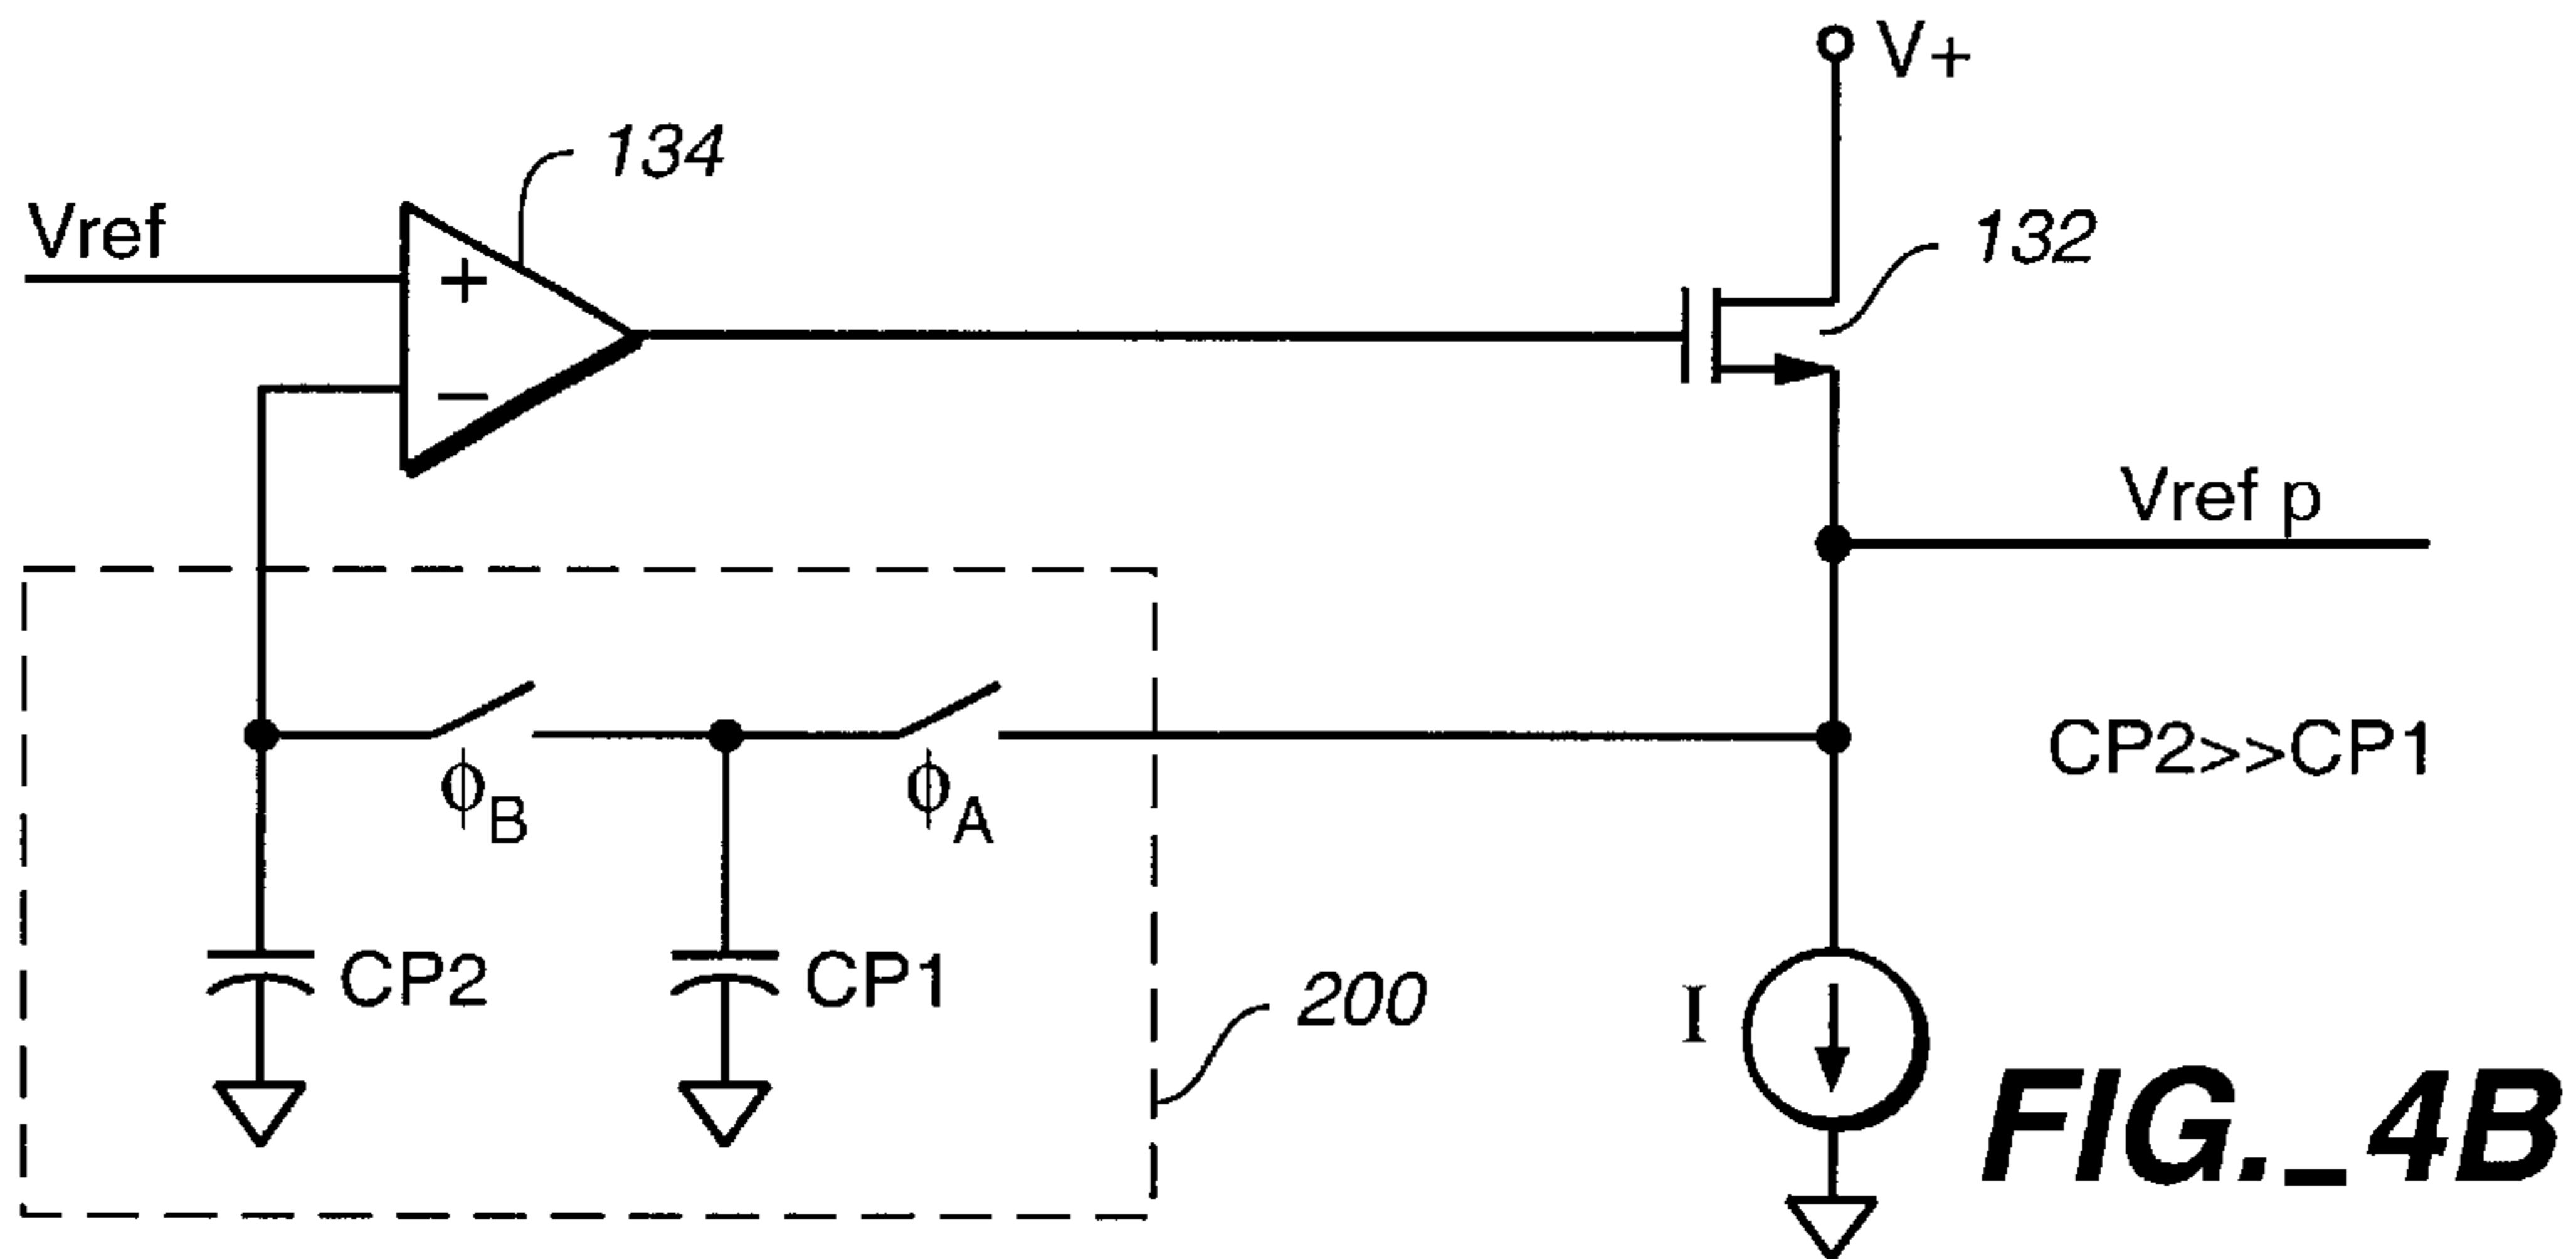 V+
134
Vref
+
132
−
Vref p
CP2>>CP1
ϕB
ϕA
CP2
CP1
200
I
FIG._4B